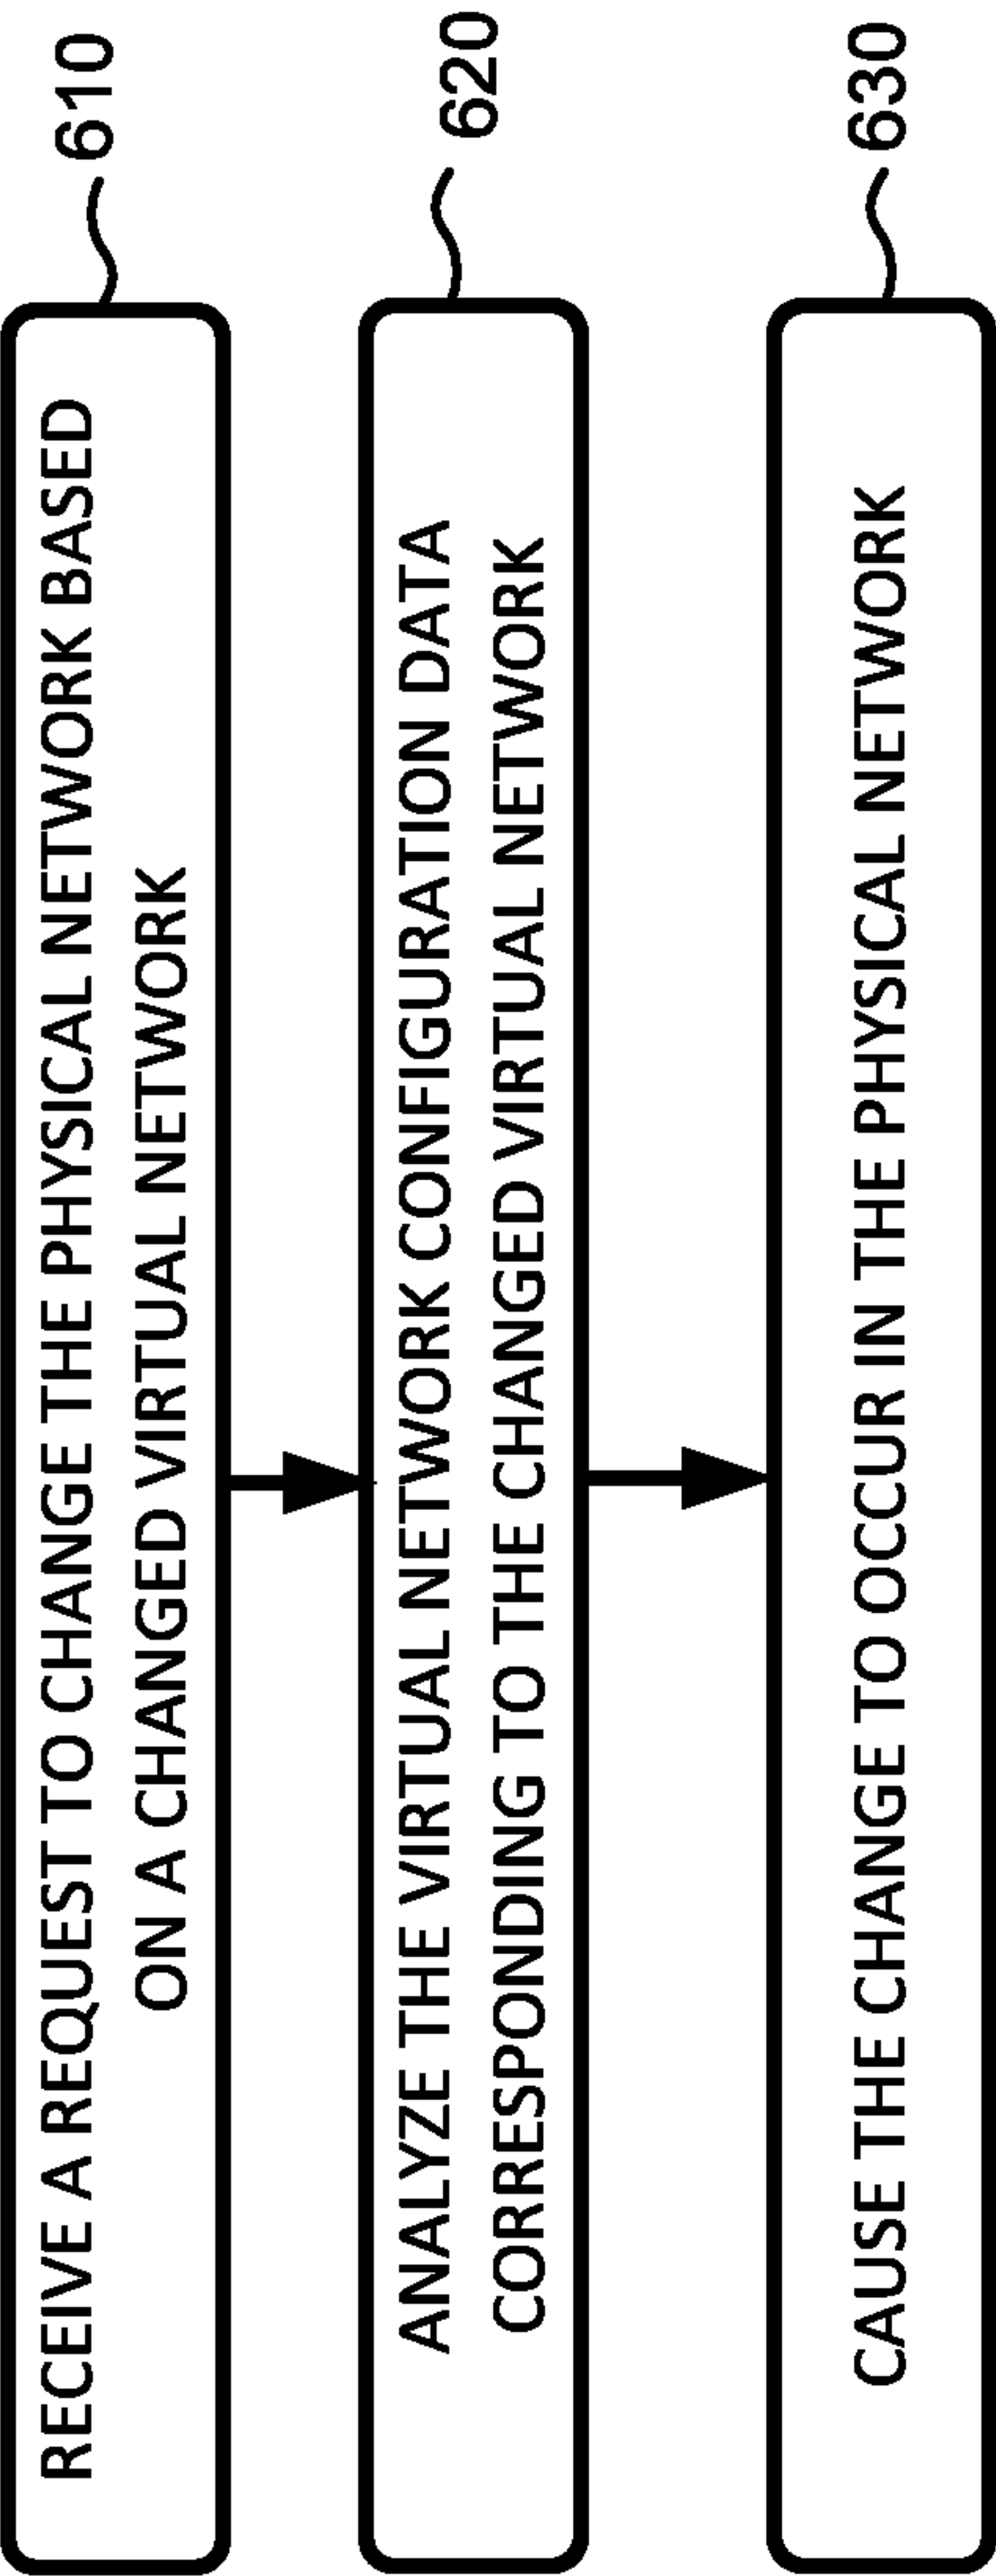 RECEIVE A REQUEST TO CHANGE THE PHYSICAL NETWORK BASED
ON A CHANGED VIRTUAL NETWORK
610
ANALYZE THE VIRTUAL NETWORK CONFIGURATION DATA
CORRESPONDING TO THE CHANGED VIRTUAL NETWORK
620
CAUSE THE CHANGE TO OCCUR IN THE PHYSICAL NETWORK
630